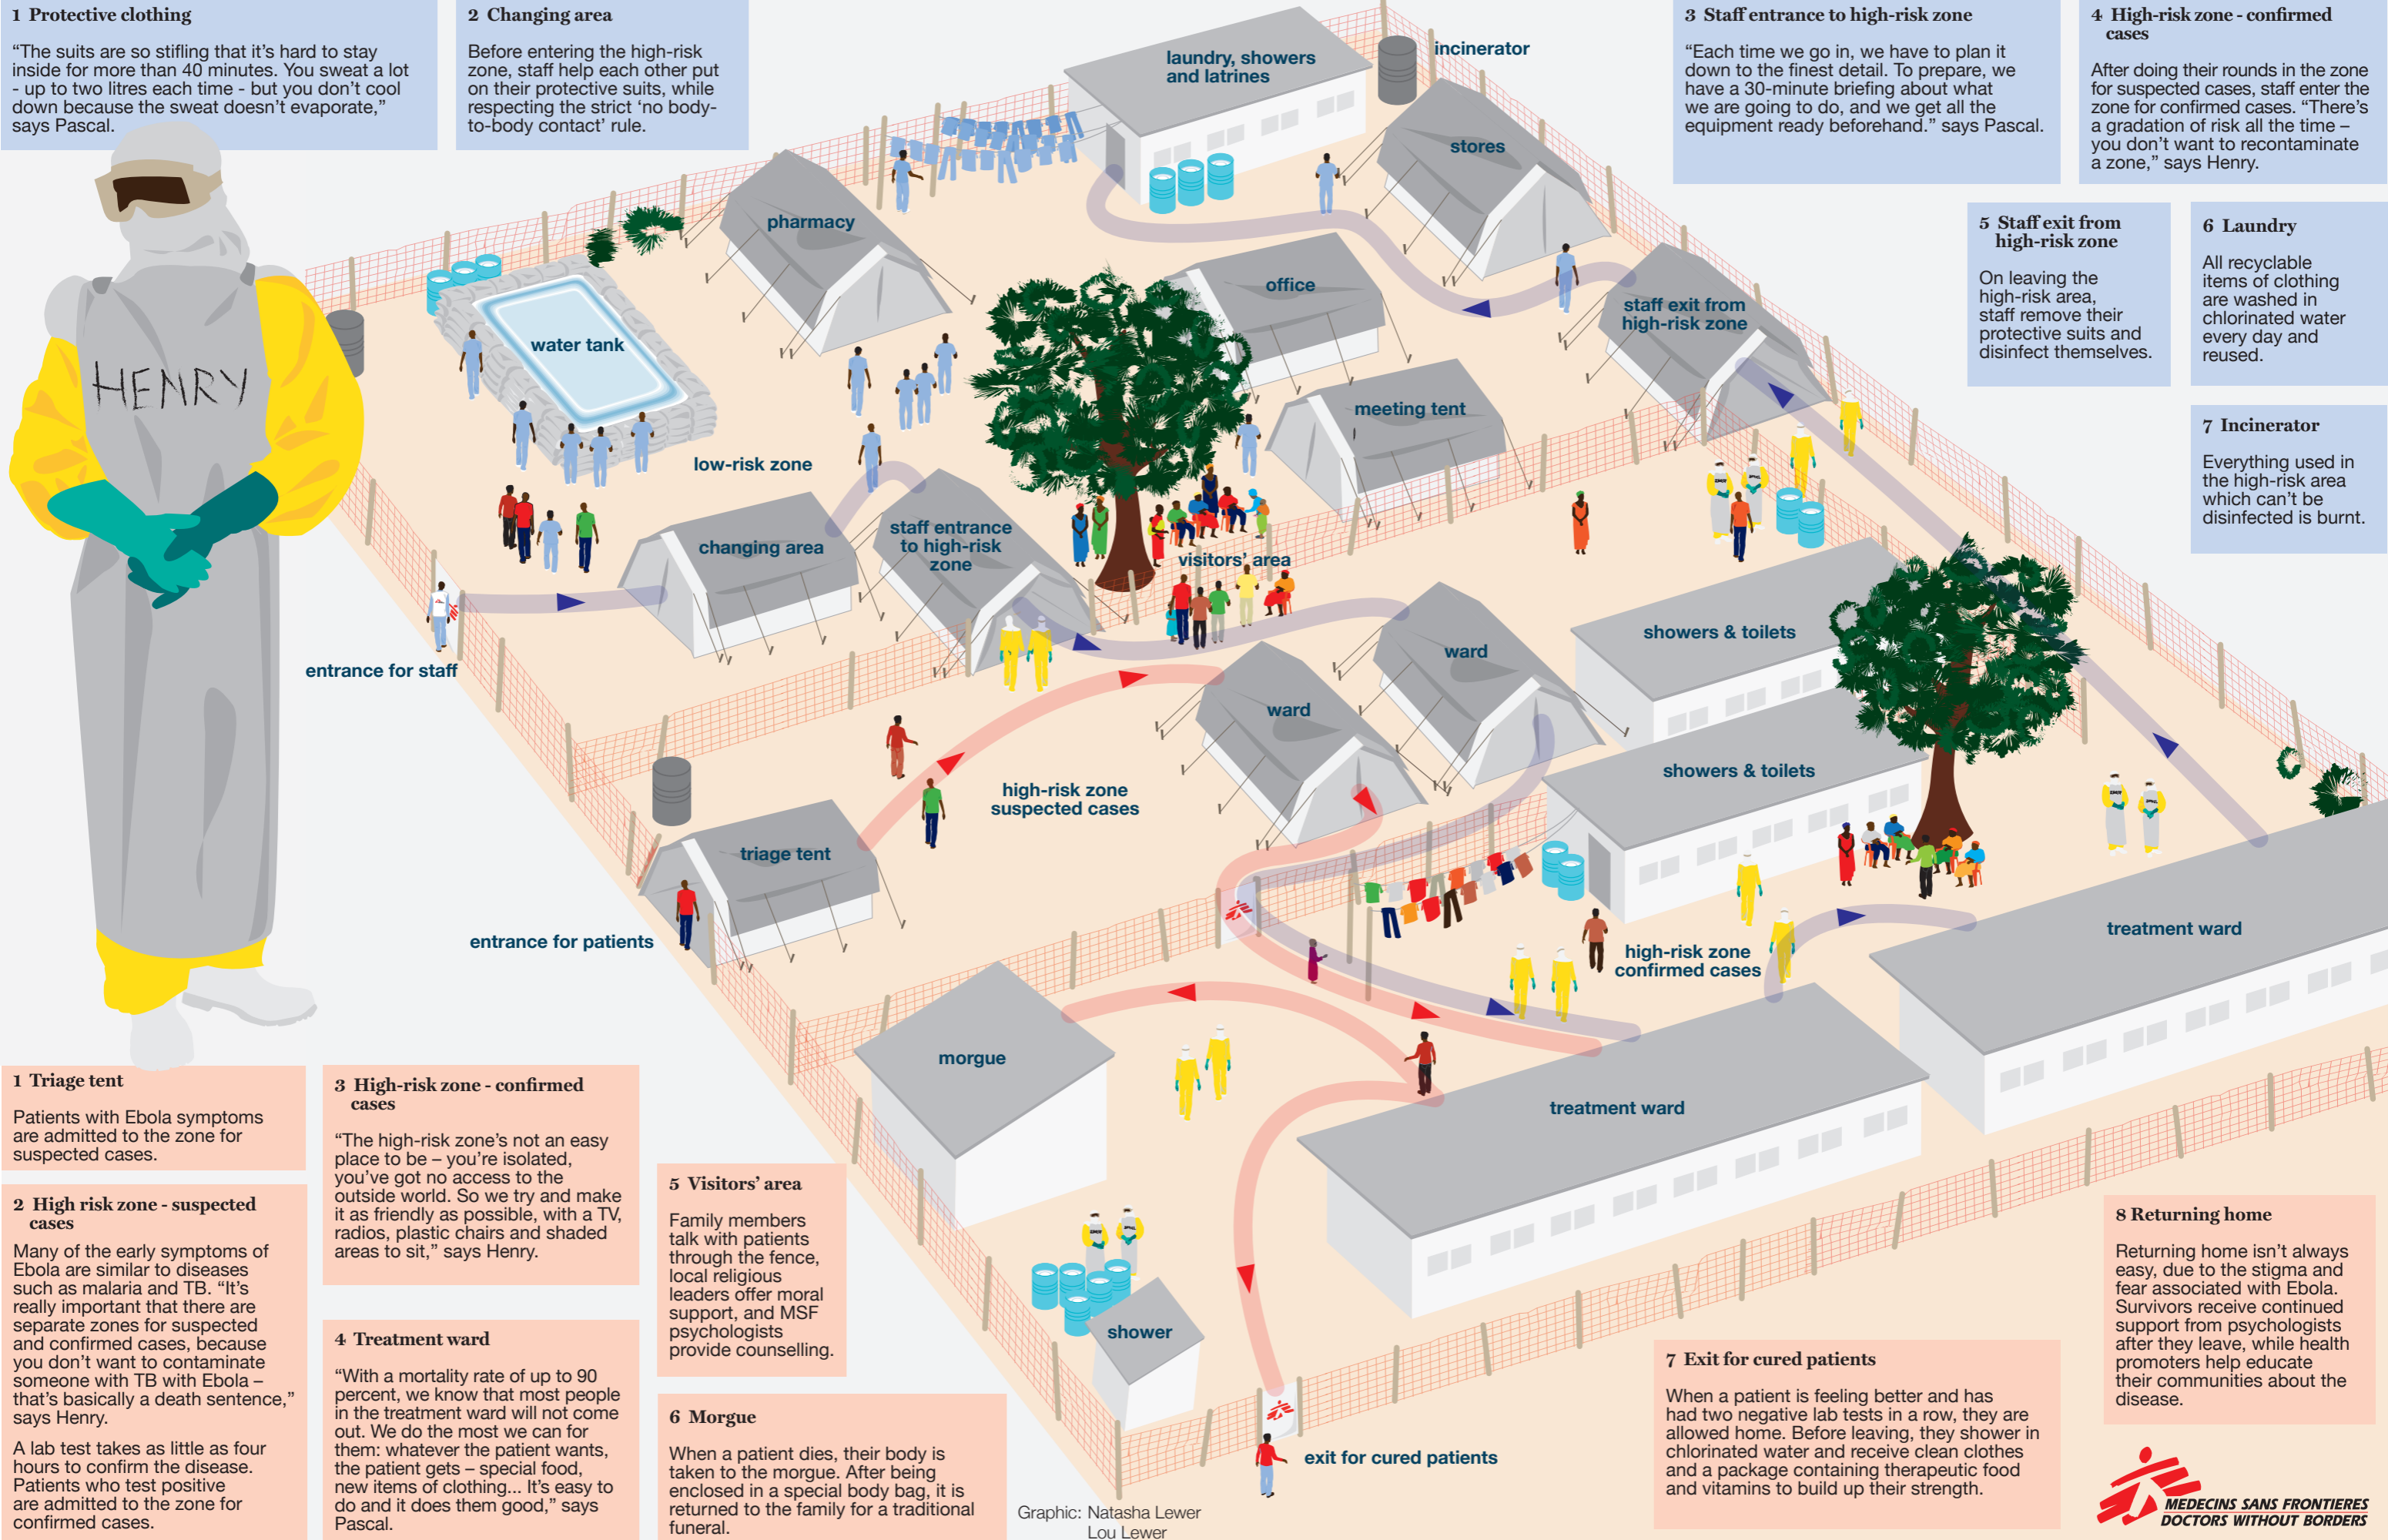 1 Protective clothing
“The suits are so stifling that it’s hard to stay
inside for more than 40 minutes. You sweat a lot
- up to two litres each time - but you don’t cool
down because the sweat doesn’t evaporate,”
says Pascal.
2 Changing area
Before entering the high-risk
zone, staff help each other put
on their protective suits, while
respecting the strict ‘no body-
to-body contact’ rule.
3 Staff entrance to high-risk zone
“Each time we go in, we have to plan it
down to the finest detail. To prepare, we
have a 30-minute briefing about what
we are going to do, and we get all the
equipment ready beforehand.” says Pascal.
4 High-risk zone - confirmed
cases
After doing their rounds in the zone
for suspected cases, staff enter the
zone for confirmed cases. “There’s
a gradation of risk all the time –
you don’t want to recontaminate
a zone,” says Henry.
5 Staff exit from
high-risk zone
On leaving the
high-risk area,
staff remove their
protective suits and
disinfect themselves.
6 Laundry
All recyclable
items of clothing
are washed in
chlorinated water
every day and
reused.
7 Incinerator
Everything used in
the high-risk area
which can’t be
disinfected is burnt.
HENRY
laundry, showers
and latrines
incinerator
stores
pharmacy
office
staff exit from
high-risk zone
water tank
meeting tent
low-risk zone
changing area
staff entrance
to high-risk
zone
visitors’ area
entrance for staff
showers & toilets
ward
ward
showers & toilets
high-risk zone
suspected cases
triage tent
entrance for patients
high-risk zone
confirmed cases
treatment ward
morgue
treatment ward
shower
exit for cured patients
1 Triage tent
Patients with Ebola symptoms
are admitted to the zone for
suspected cases.
2 High risk zone - suspected
cases
Many of the early symptoms of
Ebola are similar to diseases
such as malaria and TB. “It’s
really important that there are
separate zones for suspected
and confirmed cases, because
you don’t want to contaminate
someone with TB with Ebola –
that’s basically a death sentence,”
says Henry.
A lab test takes as little as four
hours to confirm the disease.
Patients who test positive
are admitted to the zone for
confirmed cases.
3 High-risk zone - confirmed
cases
“The high-risk zone’s not an easy
place to be – you’re isolated,
you’ve got no access to the
outside world. So we try and make
it as friendly as possible, with a TV,
radios, plastic chairs and shaded
areas to sit,” says Henry.
4 Treatment ward
“With a mortality rate of up to 90
percent, we know that most people
in the treatment ward will not come
out. We do the most we can for
them: whatever the patient wants,
the patient gets – special food,
new items of clothing... It’s easy to
do and it does them good,” says
Pascal.
5 Visitors’ area
Family members
talk with patients
through the fence,
local religious
leaders offer moral
support, and MSF
psychologists
provide counselling.
6 Morgue
When a patient dies, their body is
taken to the morgue. After being
enclosed in a special body bag, it is
returned to the family for a traditional
funeral.
Graphic: Natasha Lewer
Lou Lewer
7 Exit for cured patients
When a patient is feeling better and has
had two negative lab tests in a row, they are
allowed home. Before leaving, they shower in
chlorinated water and receive clean clothes
and a package containing therapeutic food
and vitamins to build up their strength.
8 Returning home
Returning home isn’t always
easy, due to the stigma and
fear associated with Ebola.
Survivors receive continued
support from psychologists
after they leave, while health
promoters help educate
their communities about the
disease.
MEDECINS SANS FRONTIERES
DOCTORS WITHOUT BORDERS